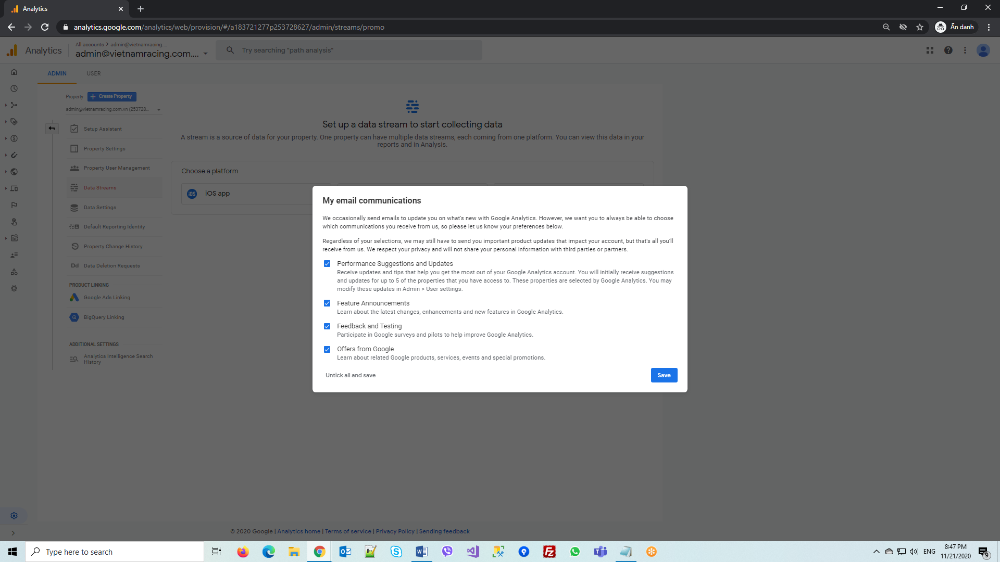 Analytics
analytics.google.com/analytics/web/provision/#/a183721277p253728627/admin/streams/promo
Ẩn danh
Analytics
All accounts > admin@vietnamracing....
admin@vietnamracing.com....
Try searching "path analysis"
ADMIN
USER
Property
Create Property
admin@vietnamracing.com.vn (253728...
Setup Assistant
Property Settings
Property User Management
Data Streams
Data Settings
Default Reporting Identity
Property Change History
Dd Data Deletion Requests
PRODUCT LINKING
Google Ads Linking
BigQuery Linking
ADDITIONAL SETTINGS
Analytics Intelligence Search
History
Set up a data stream to start collecting data
A stream is a source of data for your property. One property can have multiple data streams, each coming from one platform. You can view this data in your
reports and in Analysis.
Choose a platform
iOS
iOS app
My email communications
We occasionally send emails to update you on what's new with Google Analytics. However, we want you to always be able to choose
which communications you receive from us, so please let us know your preferences below.
Regardless of your selections, we may still have to send you important product updates that impact your account, but that's all you'll
receive from us. We respect your privacy and will not share your personal information with third parties or partners.
Performance Suggestions and Updates
Receive updates and tips that help you get the most out of your Google Analytics account. You will initially receive suggestions
and updates for up to 5 of the properties that you have access to. These properties are selected by Google Analytics. You may
modify these updates in Admin > User settings.
Feature Announcements
Learn about the latest changes, enhancements and new features in Google Analytics.
Feedback and Testing
Participate in Google surveys and pilots to help improve Google Analytics.
Offers from Google
Learn about related Google products, services, events and special promotions.
Untick all and save
Save
© 2020 Google | Analytics home | Terms of service | Privacy Policy | Sending feedback
Type here to search
ENG
8:47 PM
11/21/2020
9